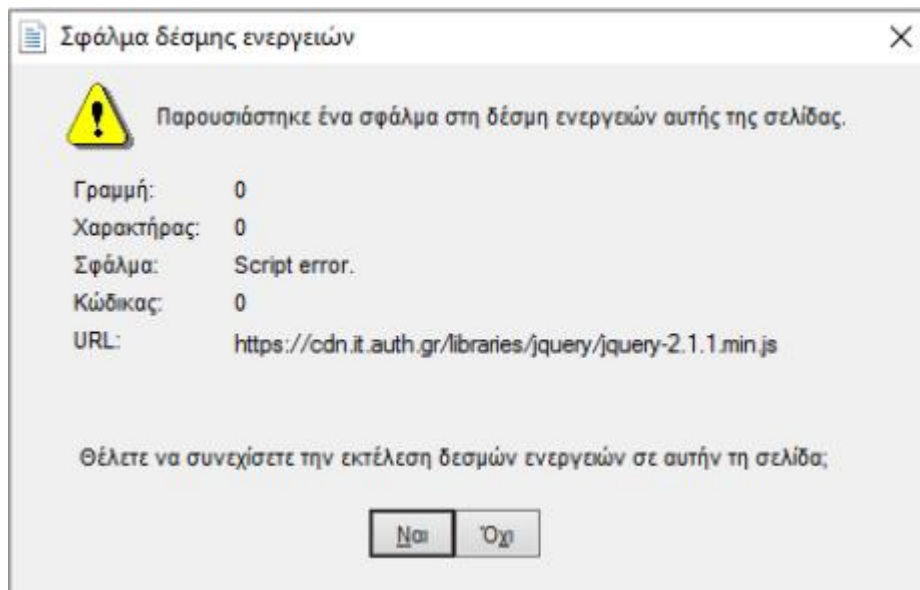 Σφάλμα δέσμης ενεργειών
Παρουσιάστηκε ένα σφάλμα στη δέσμη ενεργειών αυτής της σελίδας.
Γραμμή: 0
Χαρακτήρας: 0
Σφάλμα: Script error.
Κώδικας: 0
URL: https://cdn.it.auth.gr/libraries/jquery/jquery-2.1.1.min.js
Θέλετε να συνεχίσετε την εκτέλεση δεσμών ενεργειών σε αυτήν τη σελίδα;
Ναι Όχι